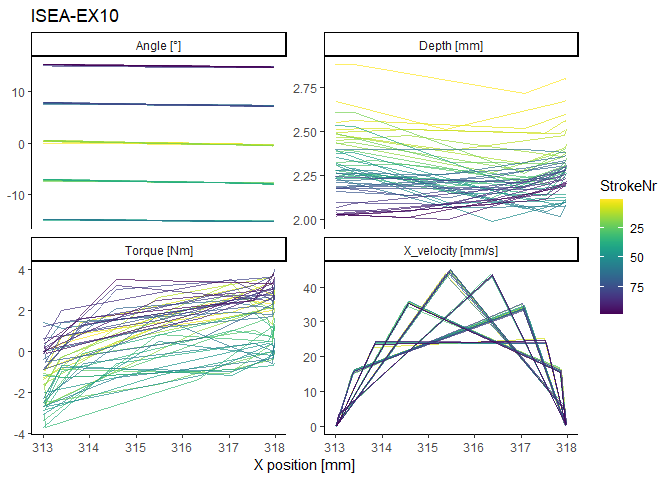 ISEA-EX10
Angle [°]
Depth [mm]
10
0
-10
2.75
2.50
2.25
2.00
StrokeNr
25
50
75
Torque [Nm]
X_velocity [mm/s]
4
2
0
-2
-4
40
30
20
10
0
313 314 315 316 317 318
313 314 315 316 317 318
X position [mm]